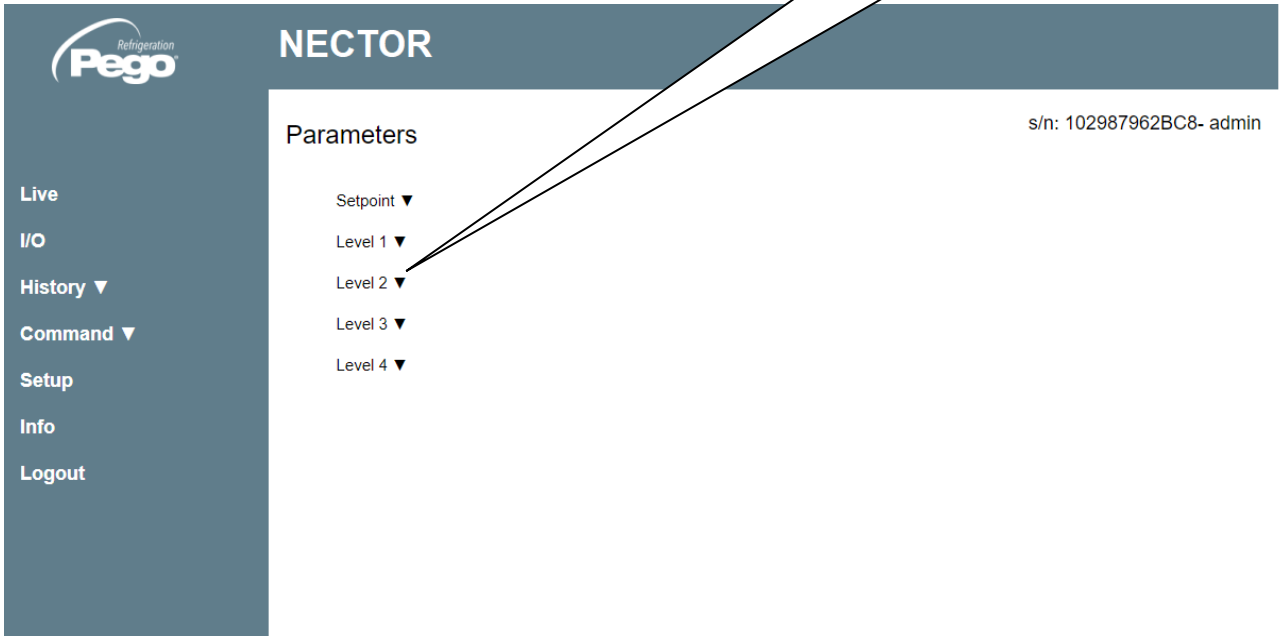 Refrigeration
Pego
NECTOR
s/n: 102987962BC8- admin
Parameters
Live
I/O
History ▼
Command ▼
Setup
Info
Logout
Setpoint ▼
Level 1 ▼
Level 2 ▼
Level 3 ▼
Level 4 ▼